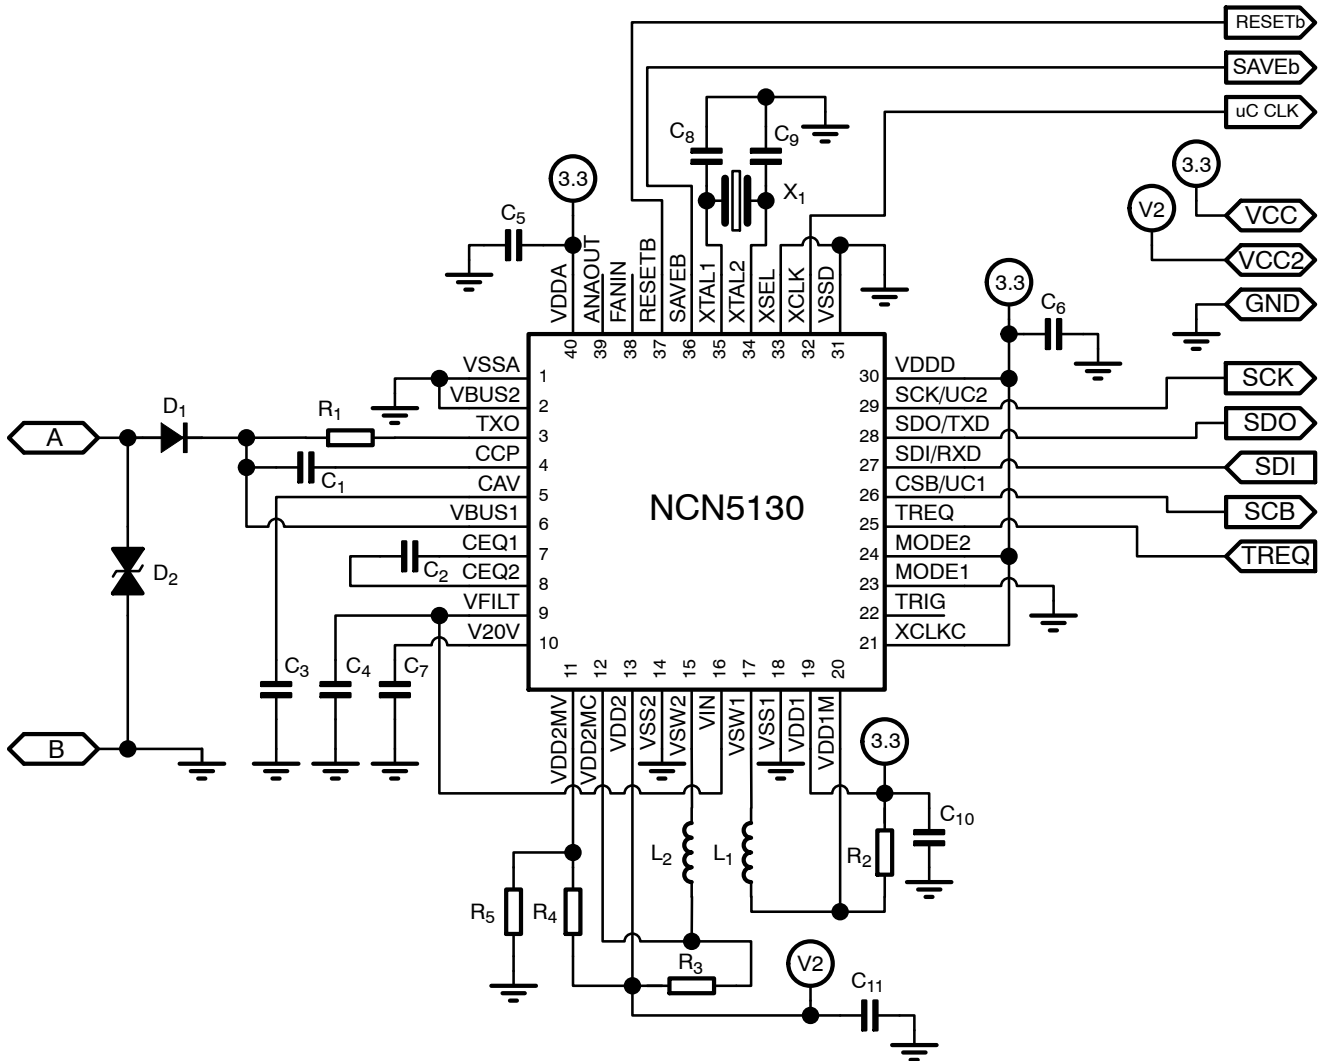 RESETb
SAVEb
uC CLK
C8
C9
3.3
3.3
X1
V2
VCC
C5
VCC2
3.3
C6
GND
VDDA
ANAOUT
FANIN
RESETB
SAVEB
XTAL1
XTAL2
XSEL
XCLK
VSSD
40
39
38
37
36
35
34
33
32
31
VSSA 1
VBUS2 2
TXO 3
CCP 4
CAV 5
VBUS1 6
CEQ1 7
CEQ2 8
VFILT 9
V20V 10
NCN5130
30 VDDD
29 SCK/UC2
28 SDO/TXD
27 SDI/RXD
26 CSB/UC1
25 TREQ
24 MODE2
23 MODE1
22 TRIG
21 XCLKC
SCK
SDO
SDI
SCB
TREQ
A
D1
R1
C1
D2
C2
C3
C4
C7
B
11
12
13
14
15
16
17
18
19
20
VDD2MV
VDD2MC
VDD2
VSS2
VSW2
VIN
VSW1
VSS1
VDD1
VDD1M
3.3
C10
L2
L1
R2
R5
R4
R3
V2
C11